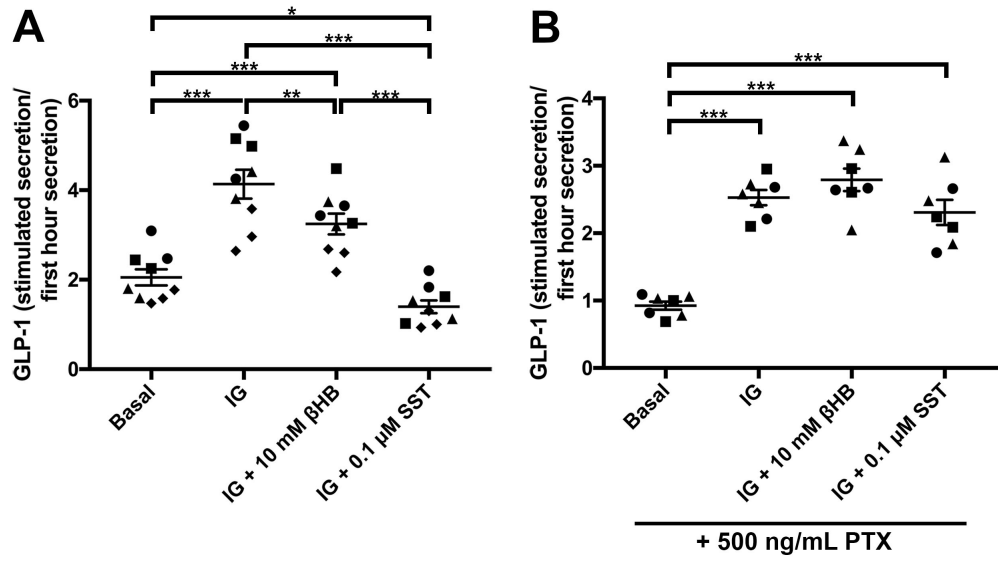 A
*
***
***
***
**
***
GLP-1 (stimulated secretion/
first hour secretion)
6
4
2
0
Basal
IG
IG + 10 mM βHB
IG + 0.1 µM SST
B
***
***
***
GLP-1 (stimulated secretion/
first hour secretion)
4
3
2
1
0
Basal
IG
IG + 10 mM βHB
IG + 0.1 µM SST
+ 500 ng/mL PTX